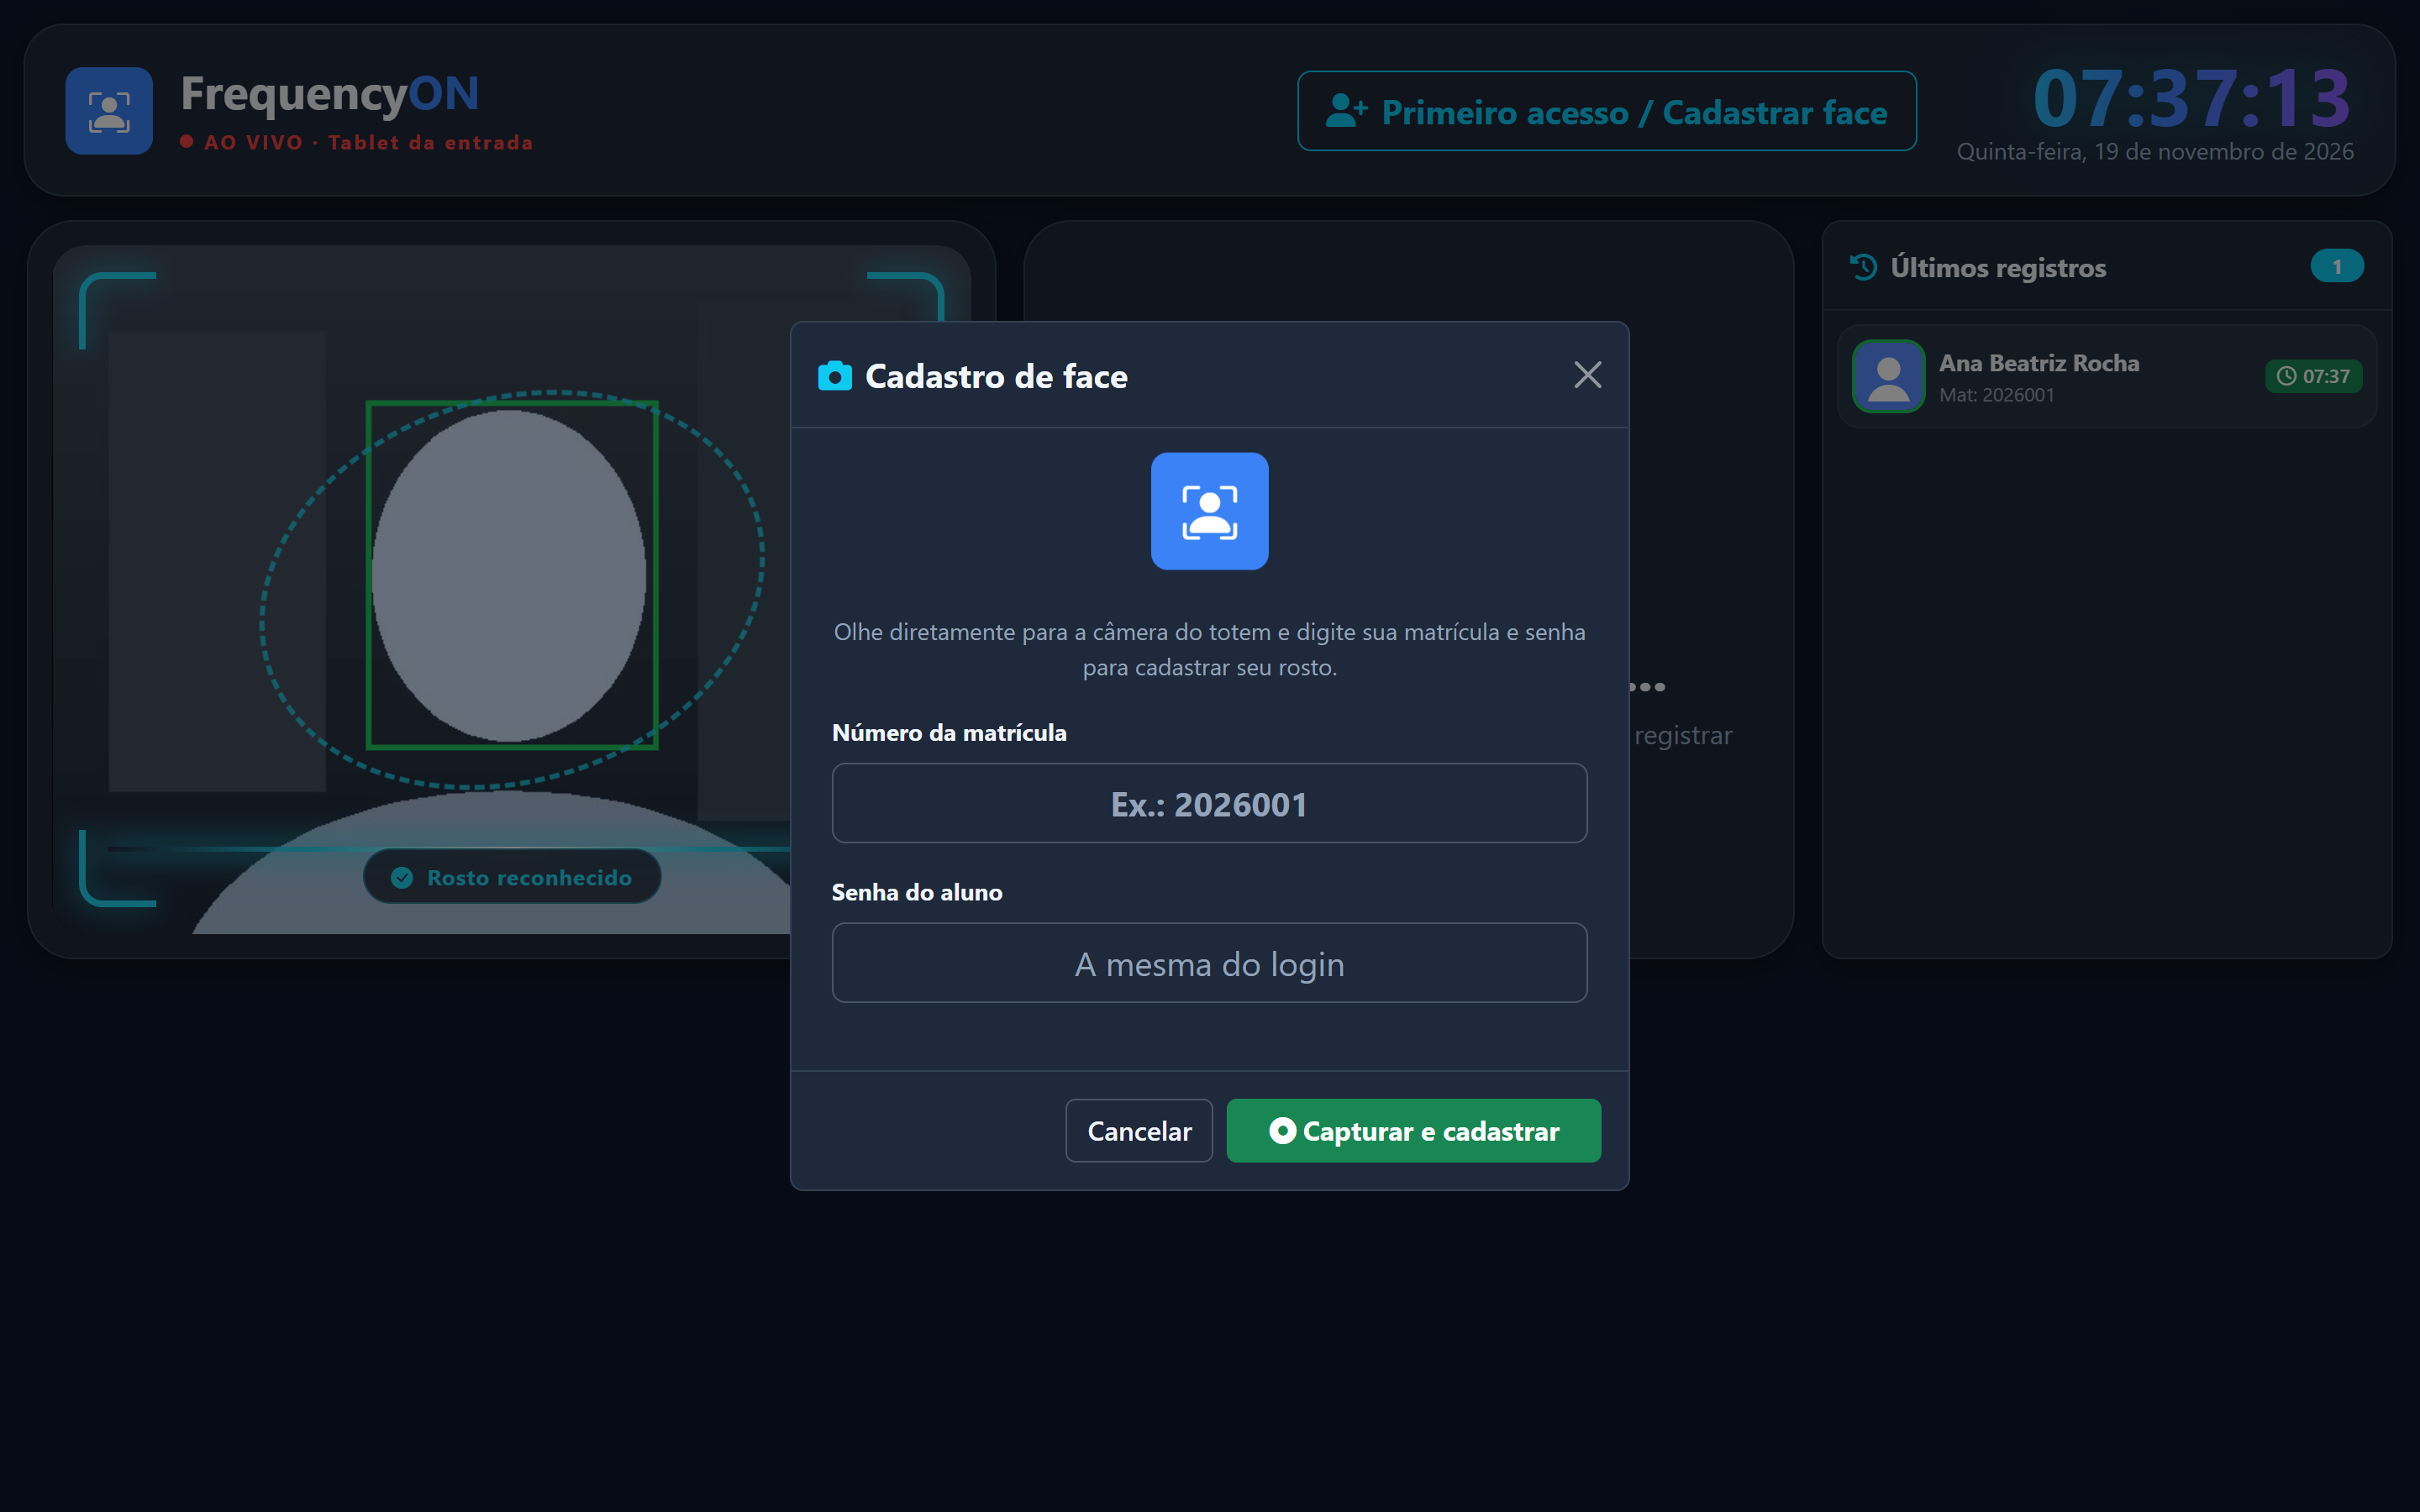 FrequencyON
AO VIVO · Tablet da entrada
Primeiro acesso / Cadastrar face
07:37:13
Quinta-feira, 19 de novembro de 2026
Rosto reconhecido
...
registrar
Últimos registros
1
Ana Beatriz Rocha
Mat: 2026001
07:37
Cadastro de face
Olhe diretamente para a câmera do totem e digite sua matrícula e senha
para cadastrar seu rosto.
Número da matrícula
Ex.: 2026001
Senha do aluno
A mesma do login
Cancelar
Capturar e cadastrar